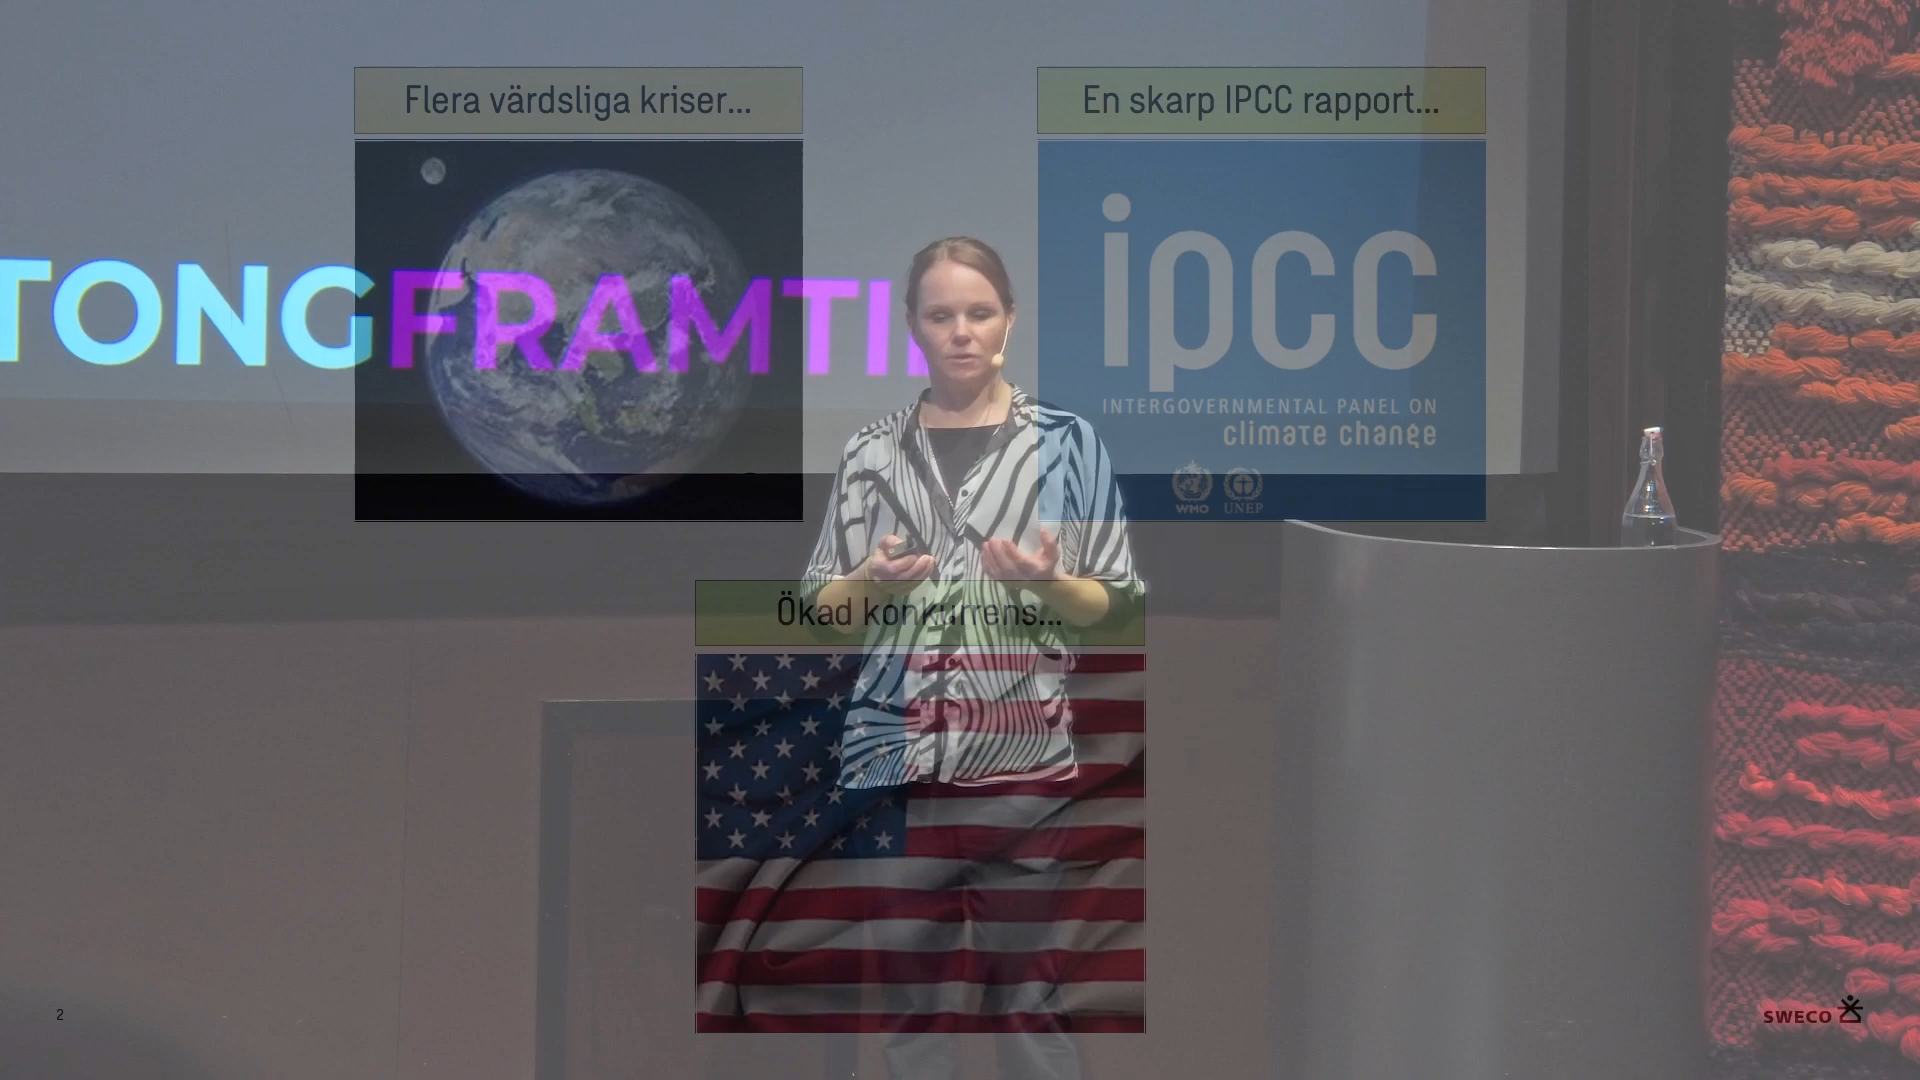 Flera värdsliga kriser...
En skarp IPCC rapport...
TONGFRAMTI
ipcc
INTERGOVERNMENTAL PANEL ON
climate change
WMO
UNEP
Ökad konkurrens...
2
SWECO